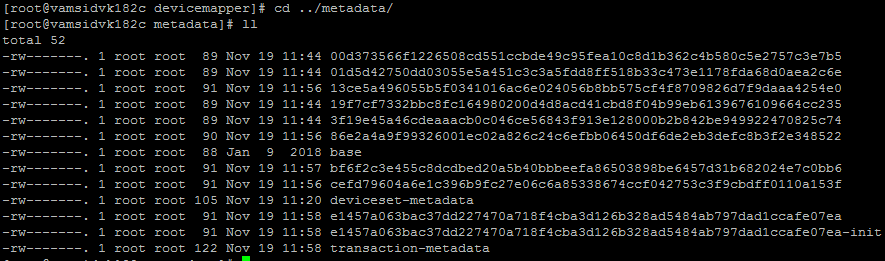 [root@vamsidvk182c devicemapper]# cd ../metadata/
[root@vamsidvk182c metadata]# ll
total 52
-rw-------. 1 root root  89 Nov 19 11:44 00d373566f1226508cd551ccbde49c95fea10c8d1b362c4b580c5e2757c3e7b5
-rw-------. 1 root root  89 Nov 19 11:44 01d5d42750dd03055e5a451c3c3a5fdd8ff518b33c473e1178fda68d0aea2c6e
-rw-------. 1 root root  91 Nov 19 11:56 13ce5a496055b5f0341016ac6e024056b8bb575cf4f8709826d7f9daaa4254e0
-rw-------. 1 root root  89 Nov 19 11:44 19f7cf7332bbc8fc164980200d4d8acd41cbd8f04b99eb6139676109664cc235
-rw-------. 1 root root  89 Nov 19 11:44 3f19e45a46cdeaaacb0c046ce56843f913e128000b2b842be949922470825c74
-rw-------. 1 root root  90 Nov 19 11:56 86e2a4a9f99326001ec02a826c24c6efbb06450df6de2eb3defc8b3f2e348522
-rw-------. 1 root root  88 Jan  9  2018 base
-rw-------. 1 root root  91 Nov 19 11:57 bf6f2c3e455c8dcdbed20a5b40bbbeefa86503898be6457d31b682024e7c0bb6
-rw-------. 1 root root  91 Nov 19 11:56 cefd79604a6e1c396b9fc27e06c6a85338674ccf042753c3f9cbdff0110a153f
-rw-------. 1 root root 105 Nov 19 11:20 deviceset-metadata
-rw-------. 1 root root  91 Nov 19 11:58 e1457a063bac37dd227470a718f4cba3d126b328ad5484ab797dad1ccafe07ea
-rw-------. 1 root root  91 Nov 19 11:58 e1457a063bac37dd227470a718f4cba3d126b328ad5484ab797dad1ccafe07ea-init
-rw-------. 1 root root 122 Nov 19 11:58 transaction-metadata